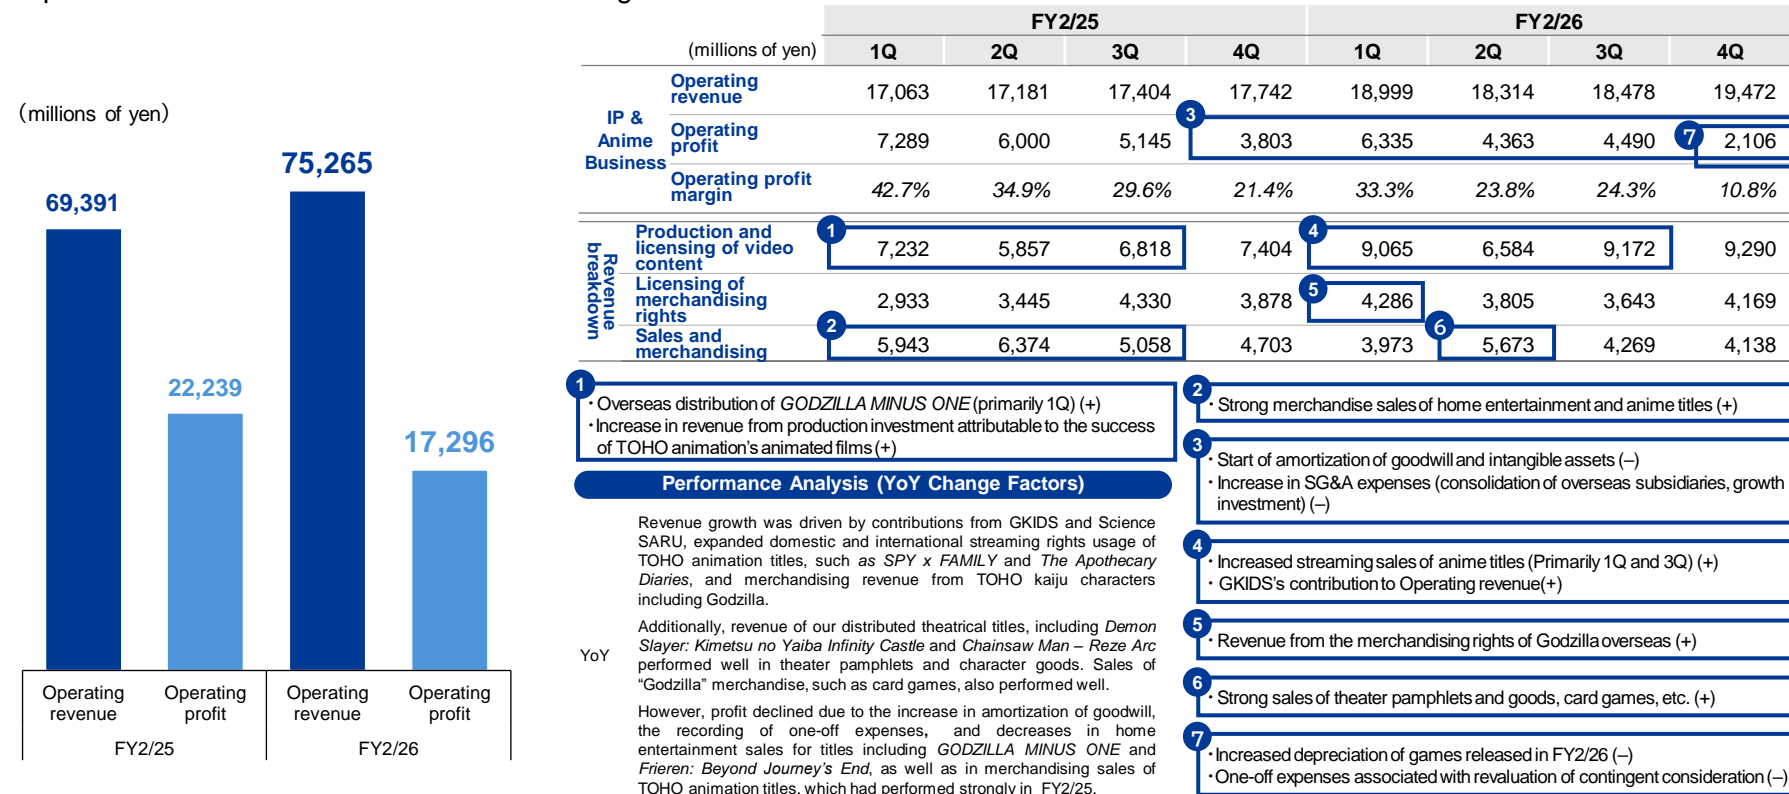 (millions of yen)
75,265
69,391
22,239
17,296
Operating revenue
Operating profit
Operating revenue
Operating profit
FY2/25
FY2/26
FY2/25
FY2/26
(millions of yen) 1Q 2Q 3Q 4Q 1Q 2Q 3Q 4Q
IP & Anime Business
Operating revenue 17,063 17,181 17,404 17,742 18,999 18,314 18,478 19,472
3
Operating profit 7,289 6,000 5,145 3,803 6,335 4,363 4,490 7 2,106
Operating profit margin 42.7% 34.9% 29.6% 21.4% 33.3% 23.8% 24.3% 10.8%
Revenue breakdown
1 4
Production and licensing of video content 7,232 5,857 6,818 7,404 9,065 6,584 9,172 9,290
5
Licensing of merchandising rights 2,933 3,445 4,330 3,878 4,286 3,805 3,643 4,169
2 6
Sales and merchandising 5,943 6,374 5,058 4,703 3,973 5,673 4,269 4,138
1
・Overseas distribution of GODZILLA MINUS ONE (primarily 1Q) (+)
・Increase in revenue from production investment attributable to the success
of TOHO animation's animated films (+)
Performance Analysis (YoY Change Factors)
YoY
Revenue growth was driven by contributions from GKIDS and Science
SARU, expanded domestic and international streaming rights usage of
TOHO animation titles, such as SPY x FAMILY and The Apothecary
Diaries, and merchandising revenue from TOHO kaiju characters
including Godzilla.
Additionally, revenue of our distributed theatrical titles, including Demon
Slayer: Kimetsu no Yaiba Infinity Castle and Chainsaw Man – Reze Arc
performed well in theater pamphlets and character goods. Sales of
“Godzilla” merchandise, such as card games, also performed well.
However, profit declined due to the increase in amortization of goodwill,
the recording of one-off expenses, and decreases in home
entertainment sales for titles including GODZILLA MINUS ONE and
Frieren: Beyond Journey's End, as well as in merchandising sales of
TOHO animation titles, which had performed strongly in FY2/25.
2
・Strong merchandise sales of home entertainment and anime titles (+)
3
・Start of amortization of goodwill and intangible assets (–)
・Increase in SG&A expenses (consolidation of overseas subsidiaries, growth
investment) (–)
4
・Increased streaming sales of anime titles (Primarily 1Q and 3Q) (+)
・GKIDS's contribution to Operating revenue(+)
5
・Revenue from the merchandising rights of Godzilla overseas (+)
6
・Strong sales of theater pamphlets and goods, card games, etc. (+)
7
・Increased depreciation of games released in FY2/26 (–)
・One-off expenses associated with revaluation of contingent consideration (–)